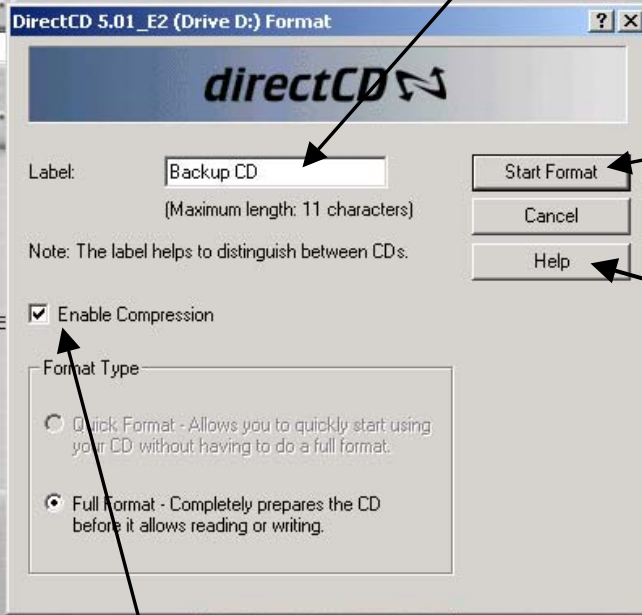 DirectCD 5.01_E2 (Drive D:) Format
directCD
Label:
Backup CD
Start Format
(Maximum length: 11 characters)
Cancel
Note: The label helps to distinguish between CDs.
Help
Enable Compression
Format Type
Quick Format - Allows you to quickly start using
your CD without having to do a full format.
Full Format - Completely prepares the CD
before it allows reading or writing.